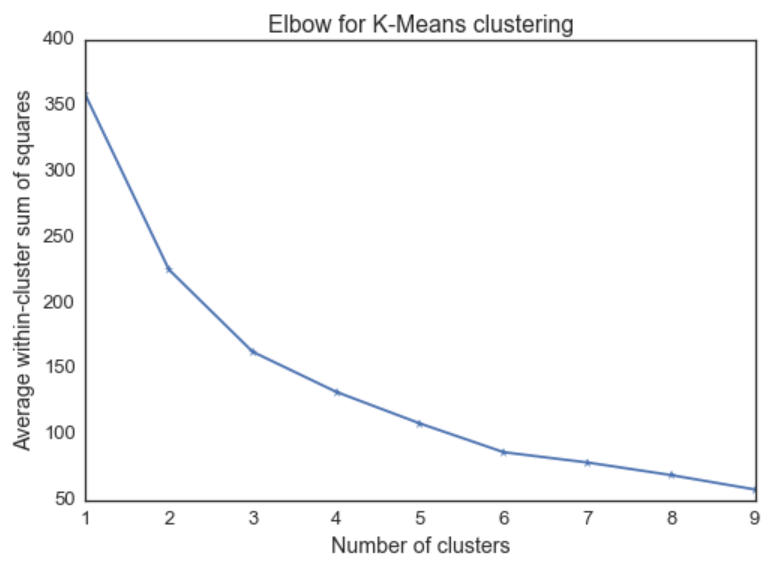 Elbow for K-Means clustering
400
350
300
250
200
150
100
50
Average within-cluster sum of squares
1 2 3 4 5 6 7 8 9
Number of clusters